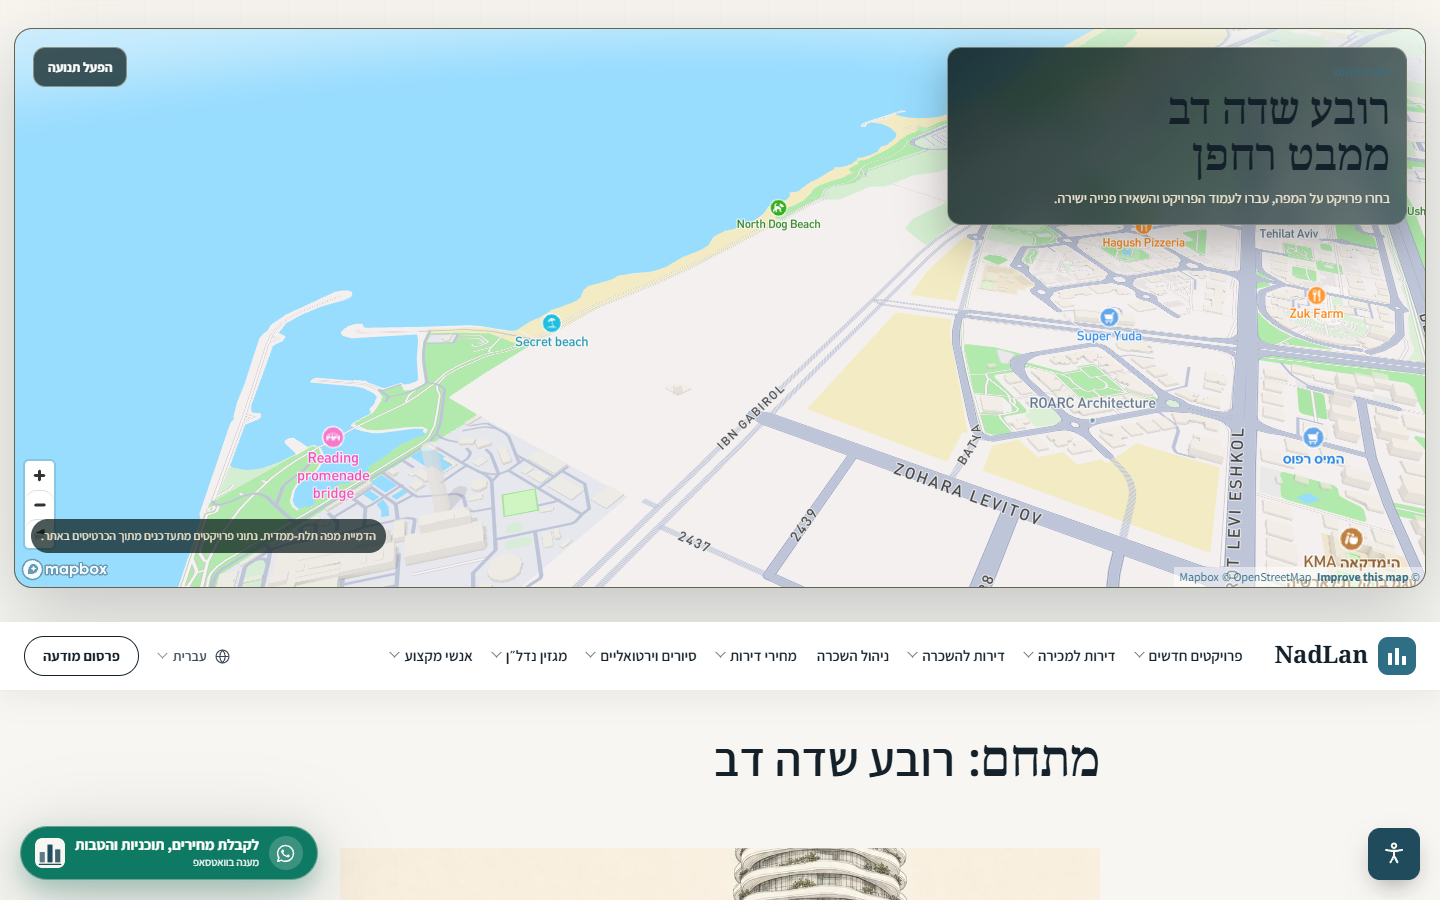 הפעל תנועה
רובע שדה דב
ממבט רחפן
בחרו פרויקט על המפה, עברו לעמוד הפרויקט והשאירו פנייה ישירה.
North Dog Beach
Ush
Tehilat Aviv
Hagush Pizzeria
Zuk Farm
Super Yuda
Secret beach
ROARC Architecture
IBN GABIROL
BATYA
Reading
promenade
bridge
המיס רפוס
ZOHARA LEVITOV
LEVI ESHKOL
2439
2437
הדמיית מפה תלת-ממדית. נתוני פרויקטים מתעדכנים מתוך הכרטיסים באתר.
KMA הימדקאה
mapbox
Mapbox © OpenStreetMap Improve this map ©
NadLan
פרויקטים חדשים
דירות למכירה
דירות להשכרה
ניהול השכרה
מחירי דירות
סיורים וירטואליים
מגזין נדל״ן
אנשי מקצוע
עברית
פרסום מודעה
מתחם: רובע שדה דב
לקבלת מחירים, תוכניות והטבות
מענה בוואטסאפ